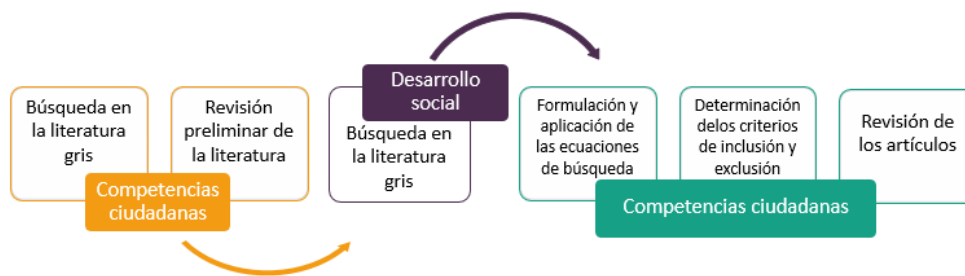 Búsqueda en
la literatura
gris
Revisión
preliminar de
la literatura
Competencias
ciudadanas
Desarrollo
social
Búsqueda en
la literatura
gris
Formulación y
aplicación de
las ecuaciones
de búsqueda
Determinación
delos criterios
de inclusión y
exclusión
Revisión de
los artículos
Competencias ciudadanas